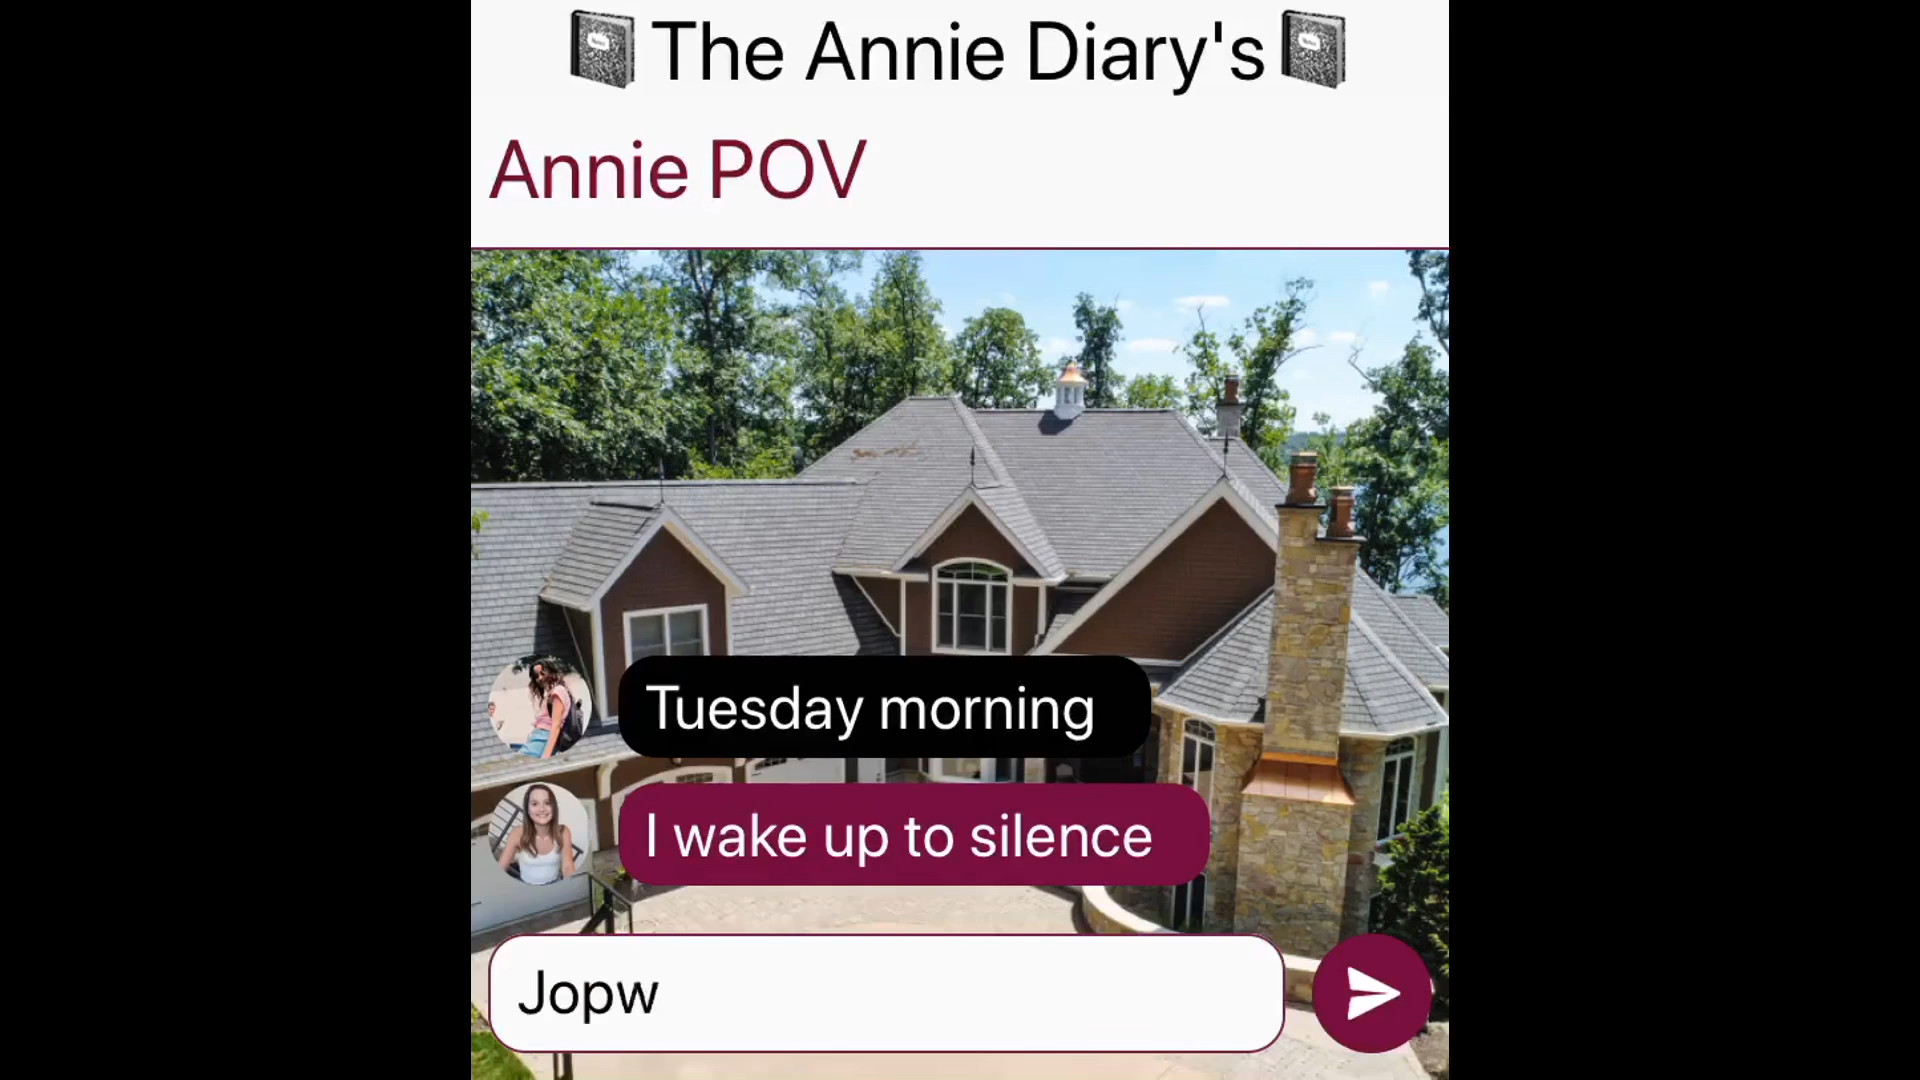 The Annie Diary's
Annie POV
Tuesday morning
I wake up to silence
Jopw